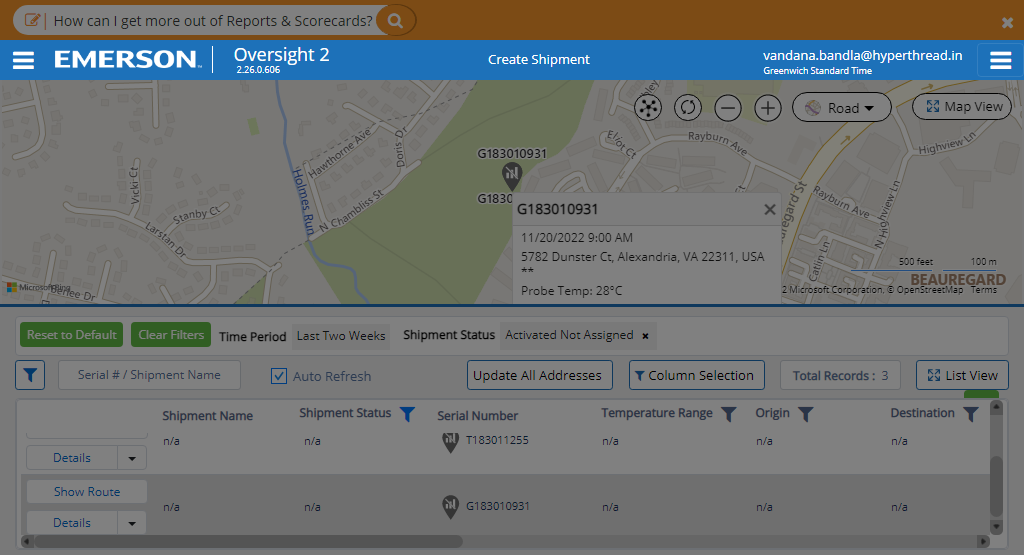 How can I get more out of Reports & Scorecards?
EMERSON
Oversight 2
2.26.0.606
Create Shipment
vandana.bandla@hyperthread.in
Greenwich Standard Time
Road
Map View
Hawthorne Ave
Doris Dr
Vicki Ct
Stanby Ct
Larstan Dr
N Chambliss St
Holmes Run
G183010931
G1830
Eliot Ct
Rayburn Ave
Rayburn Ave
Highview Ln
N Highview Ln
Catlin Ln
eauregard St
BEAUREGARD
G183010931
11/20/2022 9:00 AM
5782 Dunster Ct, Alexandria, VA 22311, USA
**
Probe Temp: 28°C
500 feet
100 m
2 Microsoft Corporation, © OpenStreetMap Terms
Microsoft Bing
Reset to Default
Clear Filters
Time Period
Last Two Weeks
Shipment Status
Activated Not Assigned
Serial # / Shipment Name
Auto Refresh
Update All Addresses
Column Selection
Total Records : 3
List View
Shipment Name
Shipment Status
Serial Number
Temperature Range
Origin
Destination
n/a n/a T183011255 n/a n/a n/a
Details
Show Route
n/a n/a G183010931 n/a n/a n/a
Details